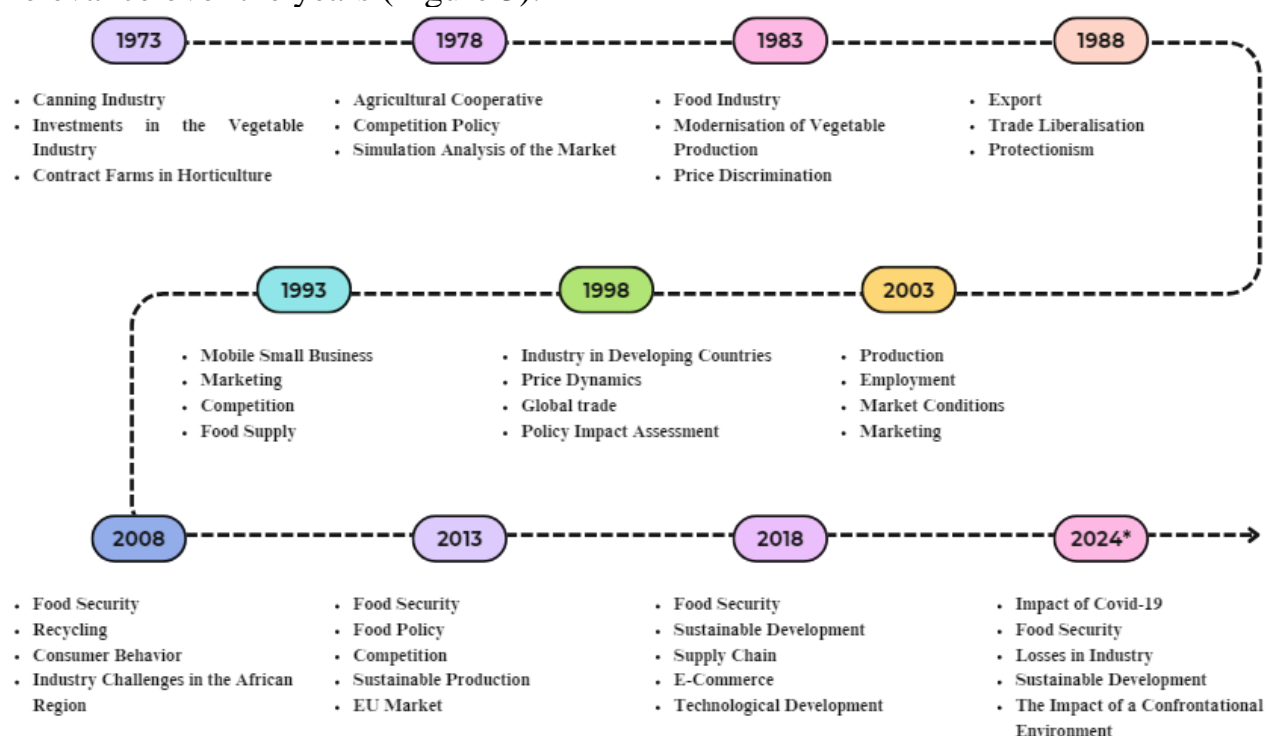 1973
1978
1983
1988
• Canning Industry
• Investments in the Vegetable
Industry
• Contract Farms in Horticulture
• Agricultural Cooperative
• Competition Policy
• Simulation Analysis of the Market
• Food Industry
• Modernisation of Vegetable
Production
• Price Discrimination
• Export
• Trade Liberalisation
• Protectionism
1993
1998
2003
• Mobile Small Business
• Marketing
• Competition
• Food Supply
• Industry in Developing Countries
• Price Dynamics
• Global trade
• Policy Impact Assessment
• Production
• Employment
• Market Conditions
• Marketing
2008
2013
2018
2024*
• Food Security
• Recycling
• Consumer Behavior
• Industry Challenges in the African
Region
• Food Security
• Food Policy
• Competition
• Sustainable Production
• EU Market
• Food Security
• Sustainable Development
• Supply Chain
• E-Commerce
• Technological Development
• Impact of Covid-19
• Food Security
• Losses in Industry
• Sustainable Development
• The Impact of a Confrontational
Environment